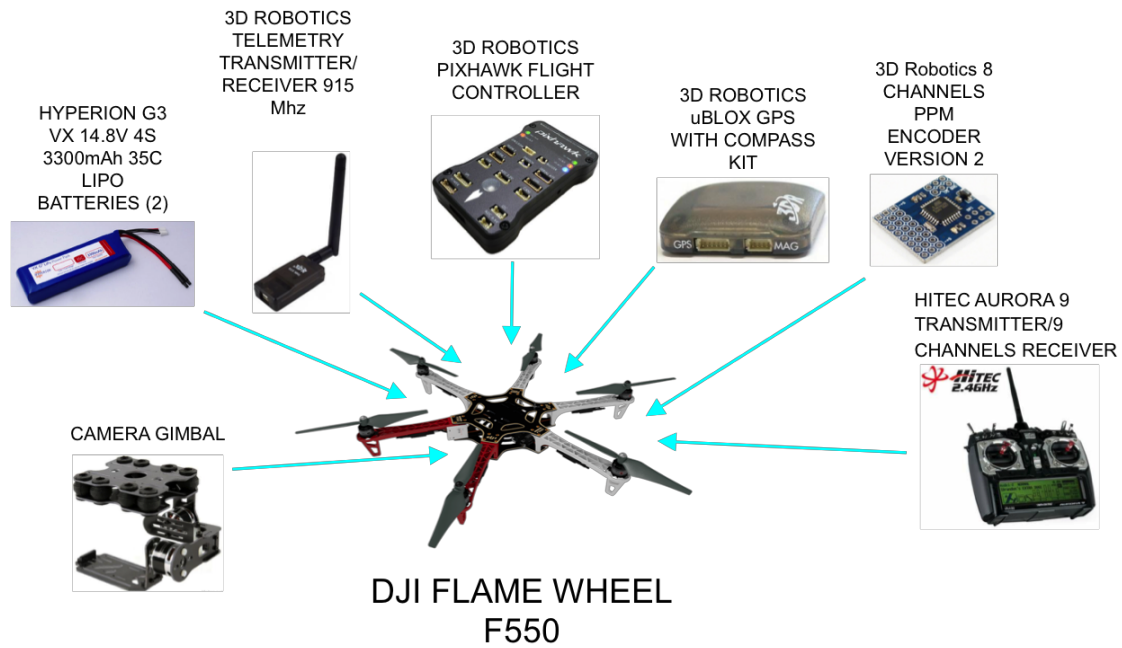 3D ROBOTICS
TELEMETRY
TRANSMITTER/
RECEIVER 915
Mhz
3D ROBOTICS
PIXHAWK FLIGHT
CONTROLLER
3D ROBOTICS
uBLOX GPS
WITH COMPASS
KIT
3D Robotics 8
CHANNELS
PPM
ENCODER
VERSION 2
HYPERION G3
VX 14.8V 4S
3300mAh 35C
LIPO
BATTERIES (2)
pixhawk
3DR
GPS
MAG
HITEC AURORA 9
TRANSMITTER/9
CHANNELS RECEIVER
HiTEC
2.4GHz
CAMERA GIMBAL
DJI FLAME WHEEL
F550